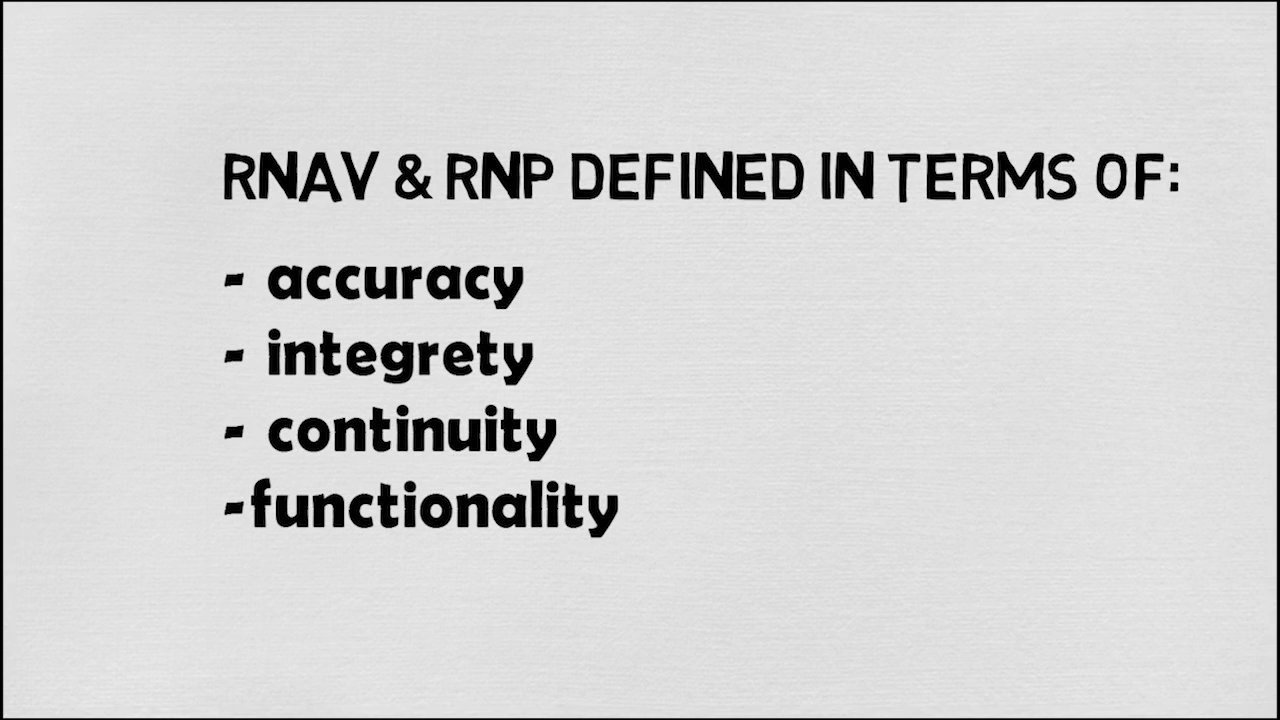 RNAV & RNP DEFINED IN TERMS OF:
- accuracy
- integrety
- continuity
-functionality